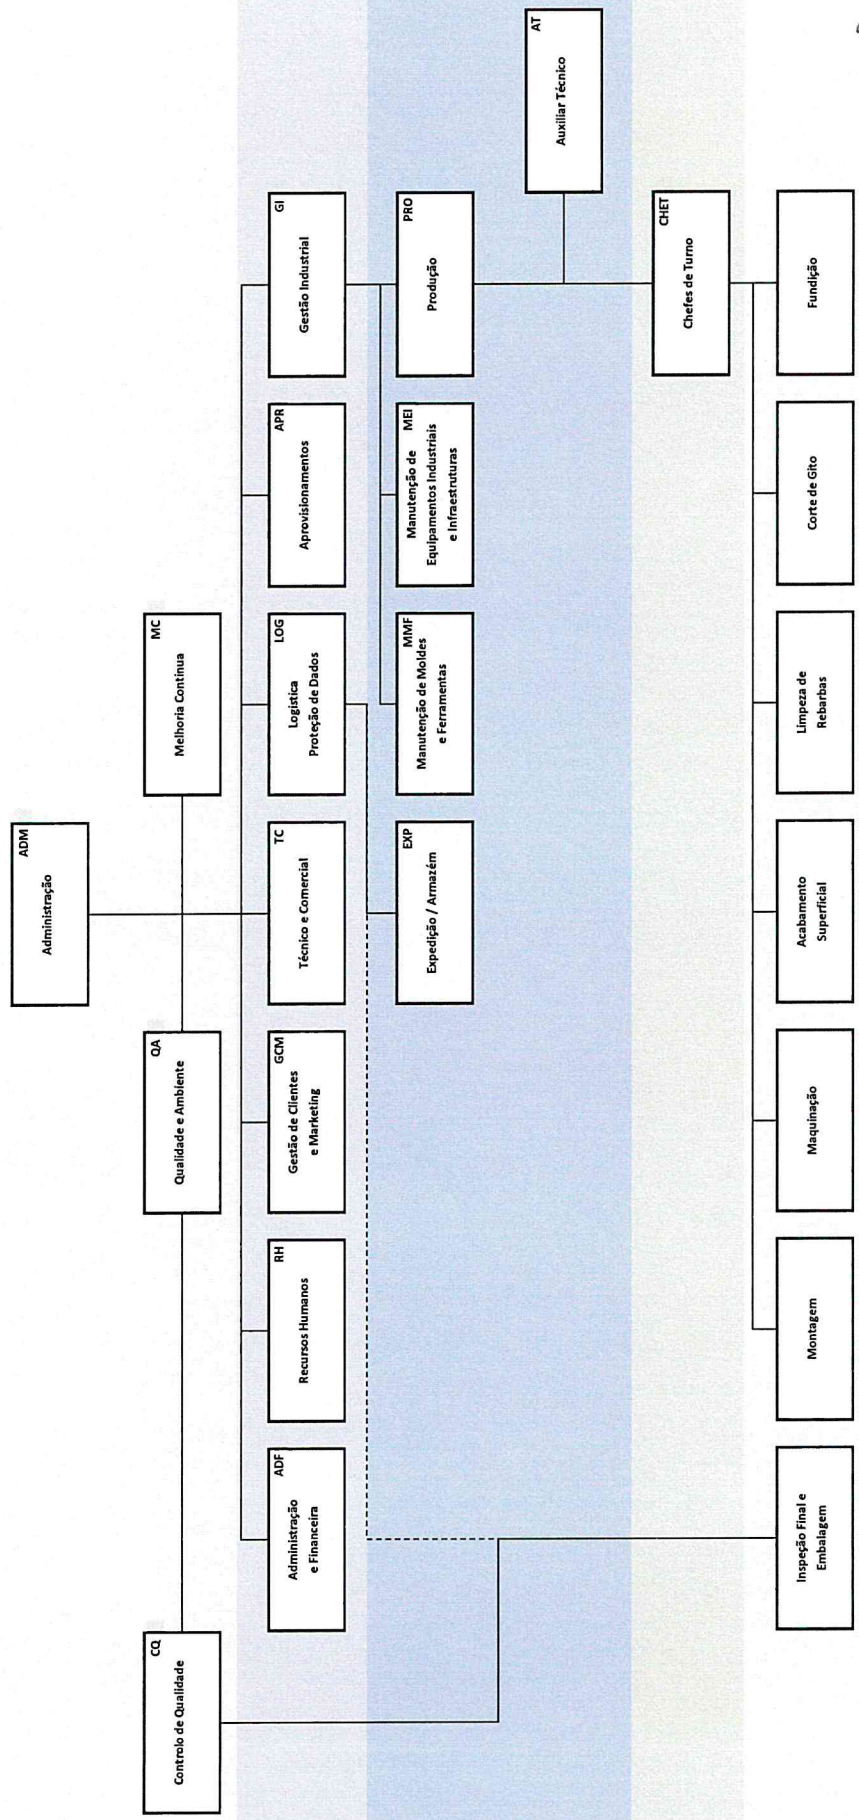 ADM
Administração
CQ
Controlo de Qualidade
QA
Qualidade e Ambiente
MC
Melhoria Continua
ADF
Administração
e Financeira
RH
Recursos Humanos
GCM
Gestão de Clientes
e Marketing
TC
Técnico e Comercial
LOG
Logistica
Proteção de Dados
APR
Aprovisionamentos
GI
Gestão Industrial
EXP
Expedição / Armazém
MMF
Manutenção de Moldes
e Ferramentas
MEI
Manutenção de
Equipamentos Industriais
e Infraestruturas
PRO
Produção
AT
Auxiliar Técnico
CHET
Chefes de Turno
Inspeção Final e
Embalagem
Montagem
Maquinação
Acabamento
Superficial
Limpeza de
Rebarbas
Corte de Gito
Fundição